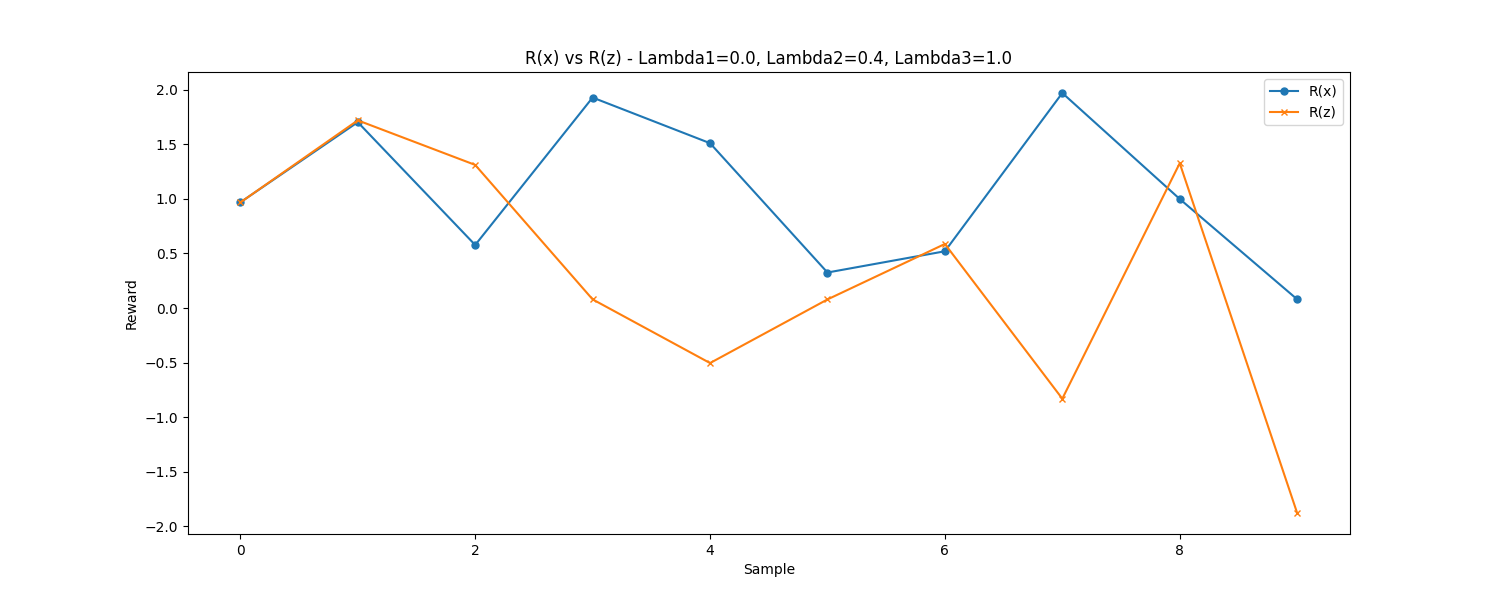 R(x) vs R(z) - Lambda1=0.0, Lambda2=0.4, Lambda3=1.0
R(x)
R(z)
2.0
1.5
1.0
0.5
0.0
−0.5
−1.0
−1.5
−2.0
Reward
0 2 4 6 8
Sample